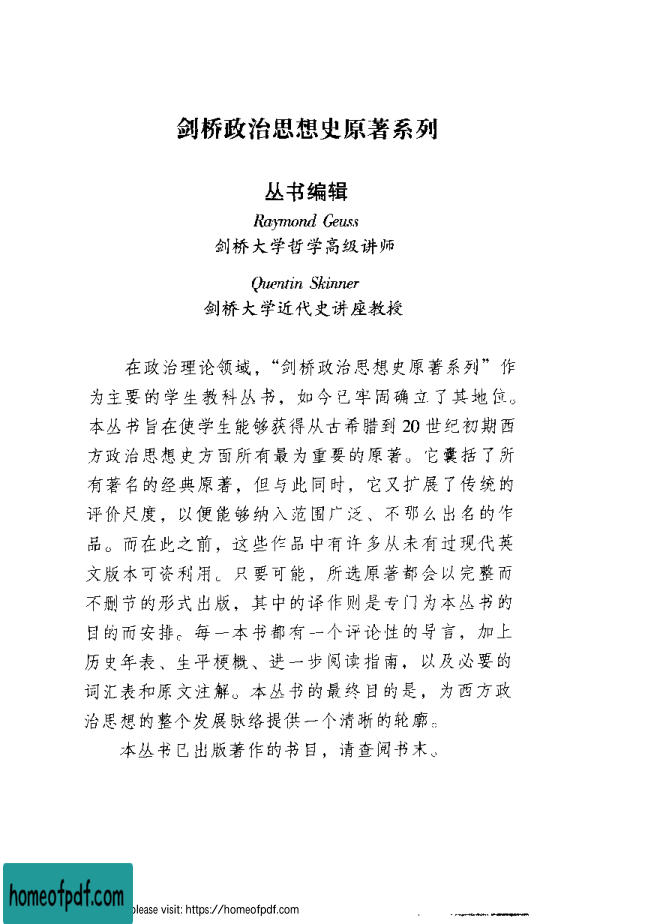 剑桥政治思想史原著系列
丛书编辑
Raymond Geuss
剑桥大学哲学高级讲师
Quentin Skinner
剑桥大学近代史讲座教授
在政治理论领域，“剑桥政治思想史原著系列”作
为主要的学生教科丛书，如今已牢固确立了其地位。
本丛书旨在使学生能够获得从古希腊到 20 世纪初期西
方政治思想史方面所有最为重要的原著。它囊括了所
有著名的经典原著，但与此同时，它又扩展了传统的
评价尺度，以便能够纳入范围广泛、不那么出名的作
品。而在此之前，这些作品中有许多从未有过现代英
文版本可资利用。只要可能，所选原著都会以完整而
不删节的形式出版，其中的译作则是专门为本丛书的
目的而安排。每一本书都有一个评论性的导言，加上
历史年表、生平梗概、进一步阅读指南，以及必要的
词汇表和原文注解。本丛书的最终目的是，为西方政
治思想的整个发展脉络提供一个清晰的轮廓。
本丛书已出版著作的书目，请查阅书末。
homeofpdf.com
please visit: https://homeofpdf.com